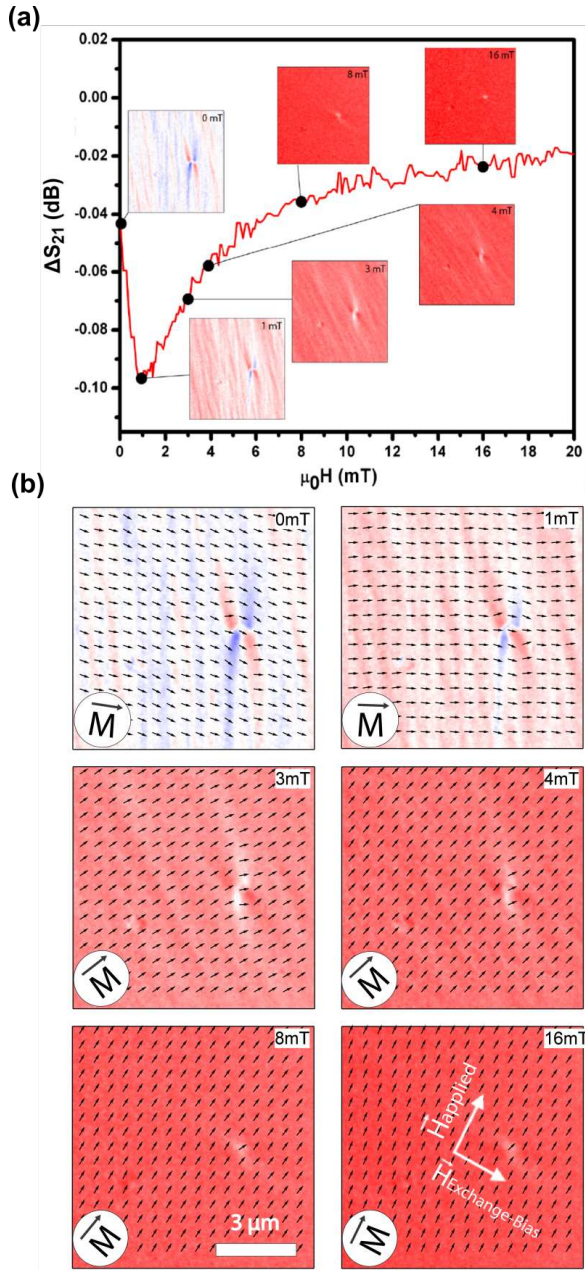 (a)
0.02
0.00
-0.02
-0.04
-0.06
-0.08
-0.10
ΔS21 (dB)
0 mT
8 mT
16 mT
4 mT
3 mT
1 mT
0 2 4 6 8 10 12 14 16 18 20
μ0H (mT)
(b)
0mT
M
1mT
M
3mT
M
4mT
M
8mT
M
3 μm
16mT
M
HApplied
HExchange-Bias